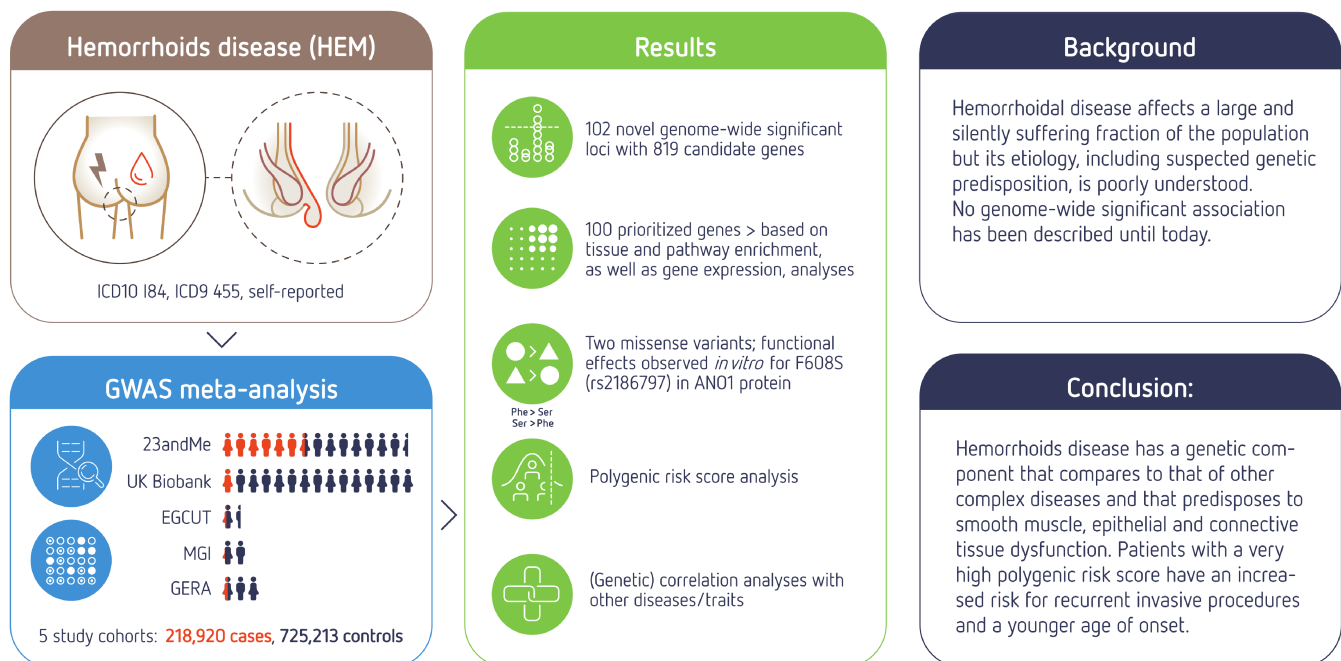 Hemorrhoids disease (HEM)
ICD10 I84, ICD9 455, self-reported
GWAS meta-analysis
23andMe
UK Biobank
EGCUT
MGI
GERA
5 study cohorts: 218,920 cases, 725,213 controls
Results
102 novel genome-wide significant
loci with 819 candidate genes
100 prioritized genes > based on
tissue and pathway enrichment,
as well as gene expression, analyses
Two missense variants; functional
effects observed in vitro for F608S
(rs2186797) in ANO1 protein
Phe > Ser
Ser > Phe
Polygenic risk score analysis
(Genetic) correlation analyses with
other diseases/traits
Background
Hemorrhoidal disease affects a large and
silently suffering fraction of the population
but its etiology, including suspected genetic
predisposition, is poorly understood.
No genome-wide significant association
has been described until today.
Conclusion:
Hemorrhoids disease has a genetic com-
ponent that compares to that of other
complex diseases and that predisposes to
smooth muscle, epithelial and connective
tissue dysfunction. Patients with a very
high polygenic risk score have an increa-
sed risk for recurrent invasive procedures
and a younger age of onset.